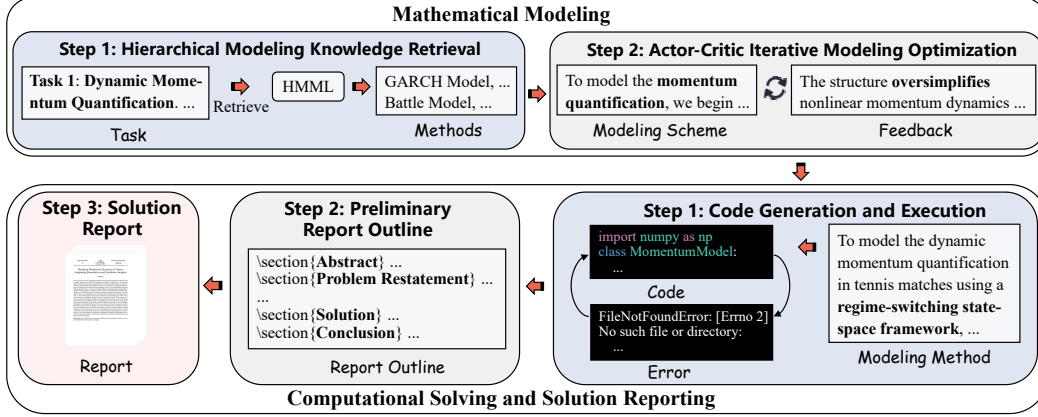 Mathematical Modeling
Step 1: Hierarchical Modeling Knowledge Retrieval
Task 1: Dynamic Mome-
ntum Quantification. ...
Task
Retrieve
HMML
GARCH Model, ...
Battle Model, ...
Methods
Step 2: Actor-Critic Iterative Modeling Optimization
To model the momentum
quantification, we begin ...
Modeling Scheme
The structure oversimplifies
nonlinear momentum dynamics ...
Feedback
Step 1: Code Generation and Execution
To model the dynamic
momentum quantification
in tennis matches using a
regime-switching state-
space framework, ...
Modeling Method
import numpy as np
class MomentumModel:
...
Code
FileNotFoundError: [Errno 2]
No such file or directory:
...
Error
Step 2: Preliminary
Report Outline
\section{Abstract} ...
\section{Problem Restatement} ...
...
\section{Solution} ...
\section{Conclusion} ...
Report Outline
Step 3: Solution
Report
Report
Computational Solving and Solution Reporting